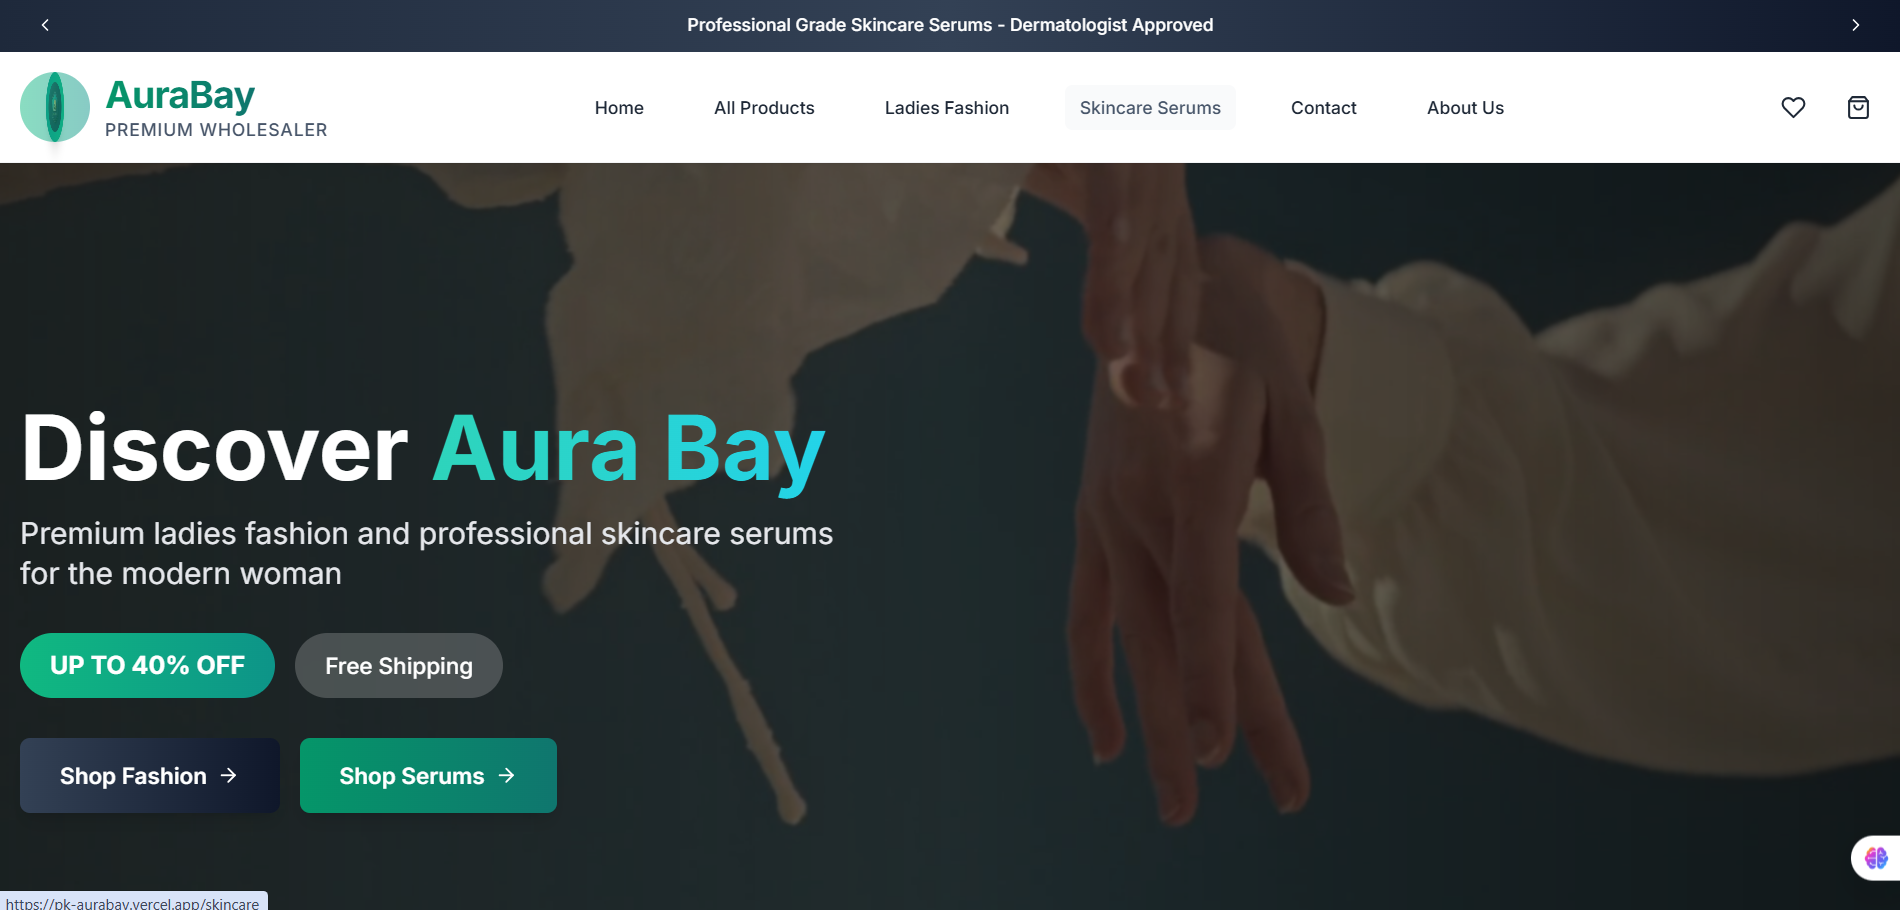 Professional Grade Skincare Serums - Dermatologist Approved
AuraBay
PREMIUM WHOLESALER
Home
All Products
Ladies Fashion
Skincare Serums
Contact
About Us
Discover Aura Bay
Premium ladies fashion and professional skincare serums
for the modern woman
UP TO 40% OFF
Free Shipping
Shop Fashion →
Shop Serums →
https://pk-aurabay.vercel.app/skincare